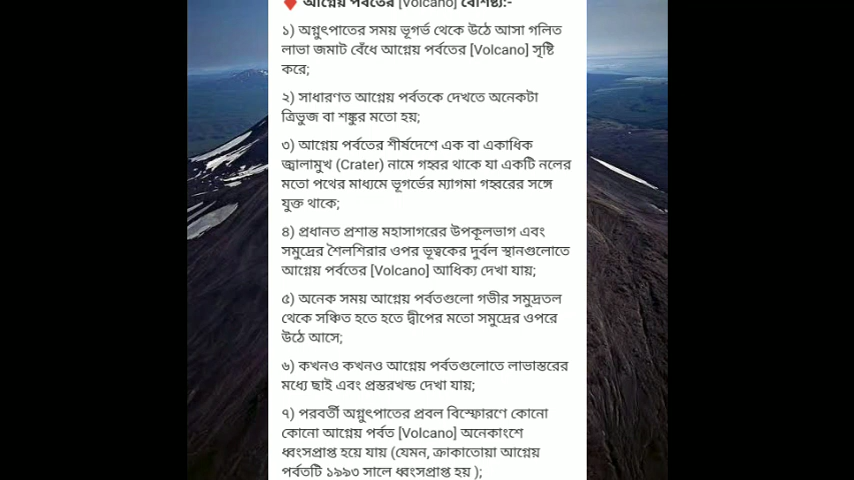 আগ্নেয় পর্বতের [Volcano] বৈশিষ্ট্য:-
১) অগ্নুৎপাতের সময় ভূগর্ভ থেকে উঠে আসা গলিত
লাভা জমাট বেঁধে আগ্নেয় পর্বতের [Volcano] সৃষ্টি
করে;
২) সাধারণত আগ্নেয় পর্বতকে দেখতে অনেকটা
ত্রিভুজ বা শঙ্কুর মতো হয়;
৩) আগ্নেয় পর্বতের শীর্ষদেশে এক বা একাধিক
জ্বালামুখ (Crater) নামে গহ্বর থাকে যা একটি নলের
মতো পথের মাধ্যমে ভূগর্ভের ম্যাগমা গহ্বরের সঙ্গে
যুক্ত থাকে;
৪) প্রধানত প্রশান্ত মহাসাগরের উপকূলভাগ এবং
সমুদ্রের শৈলশিরার ওপর ভূত্বকের দুর্বল স্থানগুলোতে
আগ্নেয় পর্বতের [Volcano] আধিক্য দেখা যায়;
৫) অনেক সময় আগ্নেয় পর্বতগুলো গভীর সমুদ্রতল
থেকে সঞ্চিত হতে হতে দ্বীপের মতো সমুদ্রের ওপরে
উঠে আসে;
৬) কখনও কখনও আগ্নেয় পর্বতগুলোতে লাভাস্তরের
মধ্যে ছাই এবং প্রস্তরখন্ড দেখা যায়;
৭) পরবর্তী অগ্নুৎপাতের প্রবল বিস্ফোরণে কোনো
কোনো আগ্নেয় পর্বত [Volcano] অনেকাংশে
ধ্বংসপ্রাপ্ত হয়ে যায় (যেমন, ক্রাকাতোয়া আগ্নেয়
পর্বতটি ১৯৯৩ সালে ধ্বংসপ্রাপ্ত হয় );